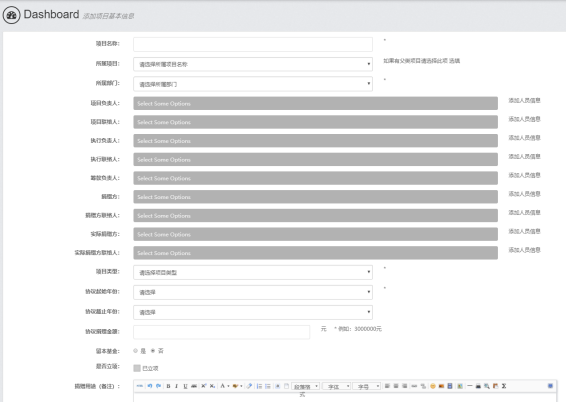 Dashboard 添加项目基本信息
项目名称： *
所属项目： 请选择所属项目名称 如果有父类项目请选择此项 选填
所属部门： 请选择所属部门 *
项目负责人： Select Some Options 添加人员信息
项目联络人： Select Some Options 添加人员信息
执行负责人： Select Some Options 添加人员信息
执行联络人： Select Some Options 添加人员信息
筹款负责人： Select Some Options 添加人员信息
捐赠方： Select Some Options 添加人员信息
捐赠方联络人： Select Some Options 添加人员信息
实际捐赠方： Select Some Options 添加人员信息
实际捐赠方联络人： Select Some Options 添加人员信息
项目类型： 请选择项目类型 *
协议起始年份： 请选择 *
协议截止年份： 请选择
协议捐赠金额： 元 * 例如：3000000元
留本基金： 是 否
是否立项： 已立项
捐赠用途（备注）： 段落格式 字体 字号